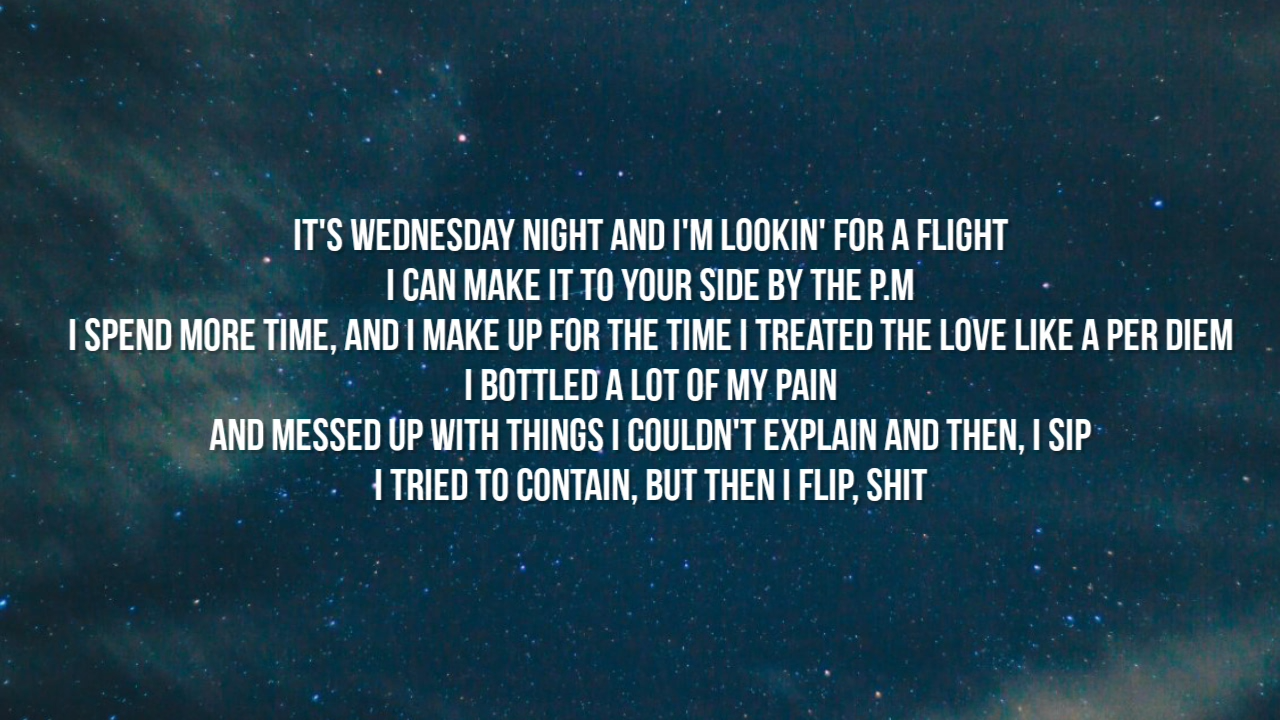 IT'S WEDNESDAY NIGHT AND I'M LOOKIN' FOR A FLIGHT
I CAN MAKE IT TO YOUR SIDE BY THE P.M
I SPEND MORE TIME, AND I MAKE UP FOR THE TIME I TREATED THE LOVE LIKE A PER DIEM
I BOTTLED A LOT OF MY PAIN
AND MESSED UP WITH THINGS I COULDN'T EXPLAIN AND THEN, I SIP
I TRIED TO CONTAIN, BUT THEN I FLIP, SHIT